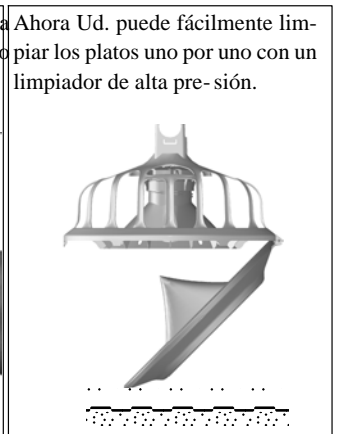 a Ahora Ud. puede fácilmente lim-
o piar los platos uno por uno con un
limpiador de alta pre- sión.